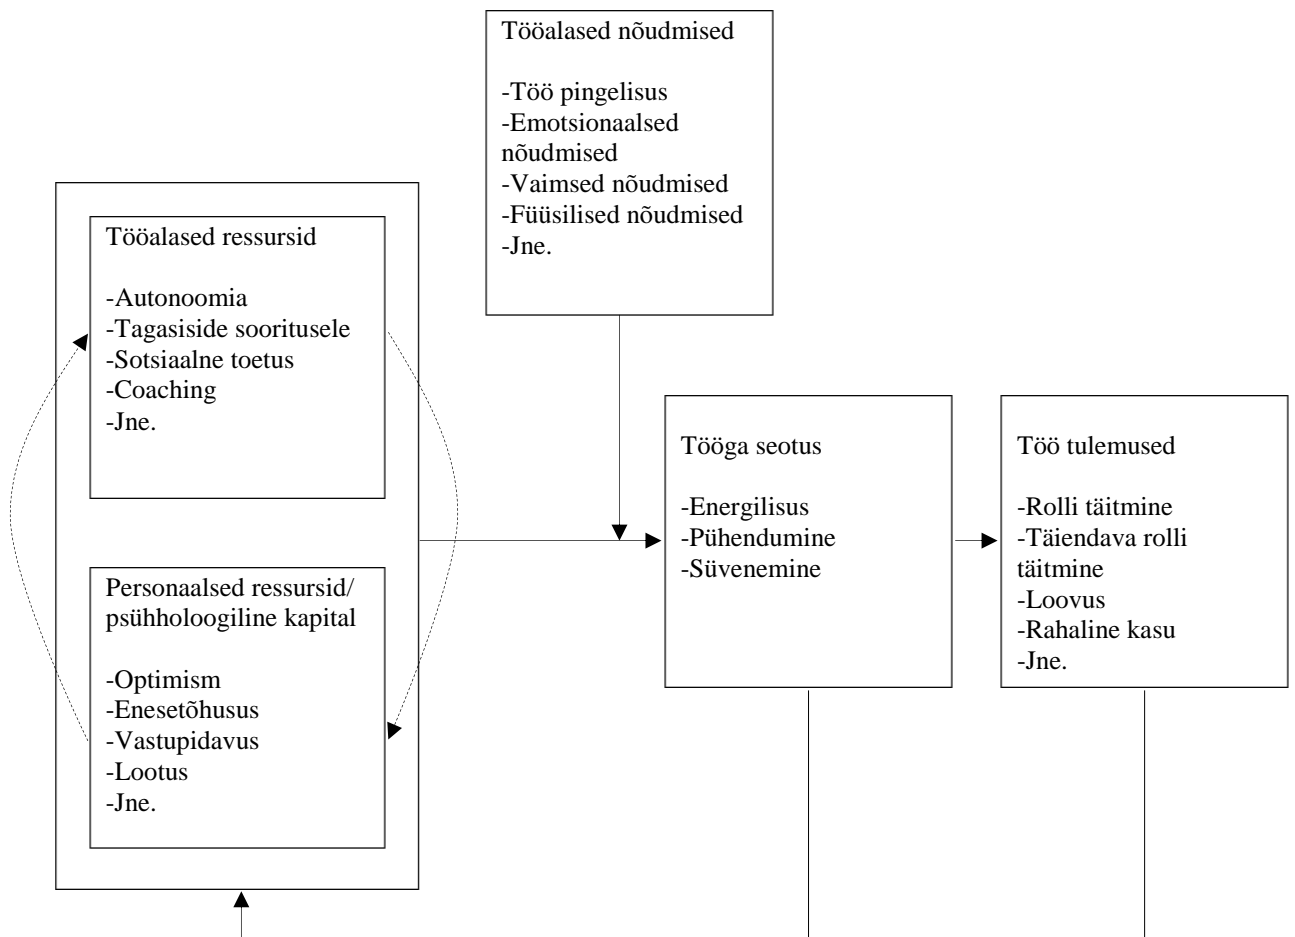 Tööalased nõudmised
-Töö pingelisus
-Emotsionaalsed
nõudmised
-Vaimsed nõudmised
-Füüsilised nõudmised
-Jne.
Tööalased ressursid
-Autonoomia
-Tagasiside sooritusele
-Sotsiaalne toetus
-Coaching
-Jne.
Personaalsed ressursid/
psühholoogiline kapital
-Optimism
-Enesetõhusus
-Vastupidavus
-Lootus
-Jne.
Tööga seotus
-Energilisus
-Pühendumine
-Süvenemine
Töö tulemused
-Rolli täitmine
-Täiendava rolli
täitmine
-Loovus
-Rahaline kasu
-Jne.